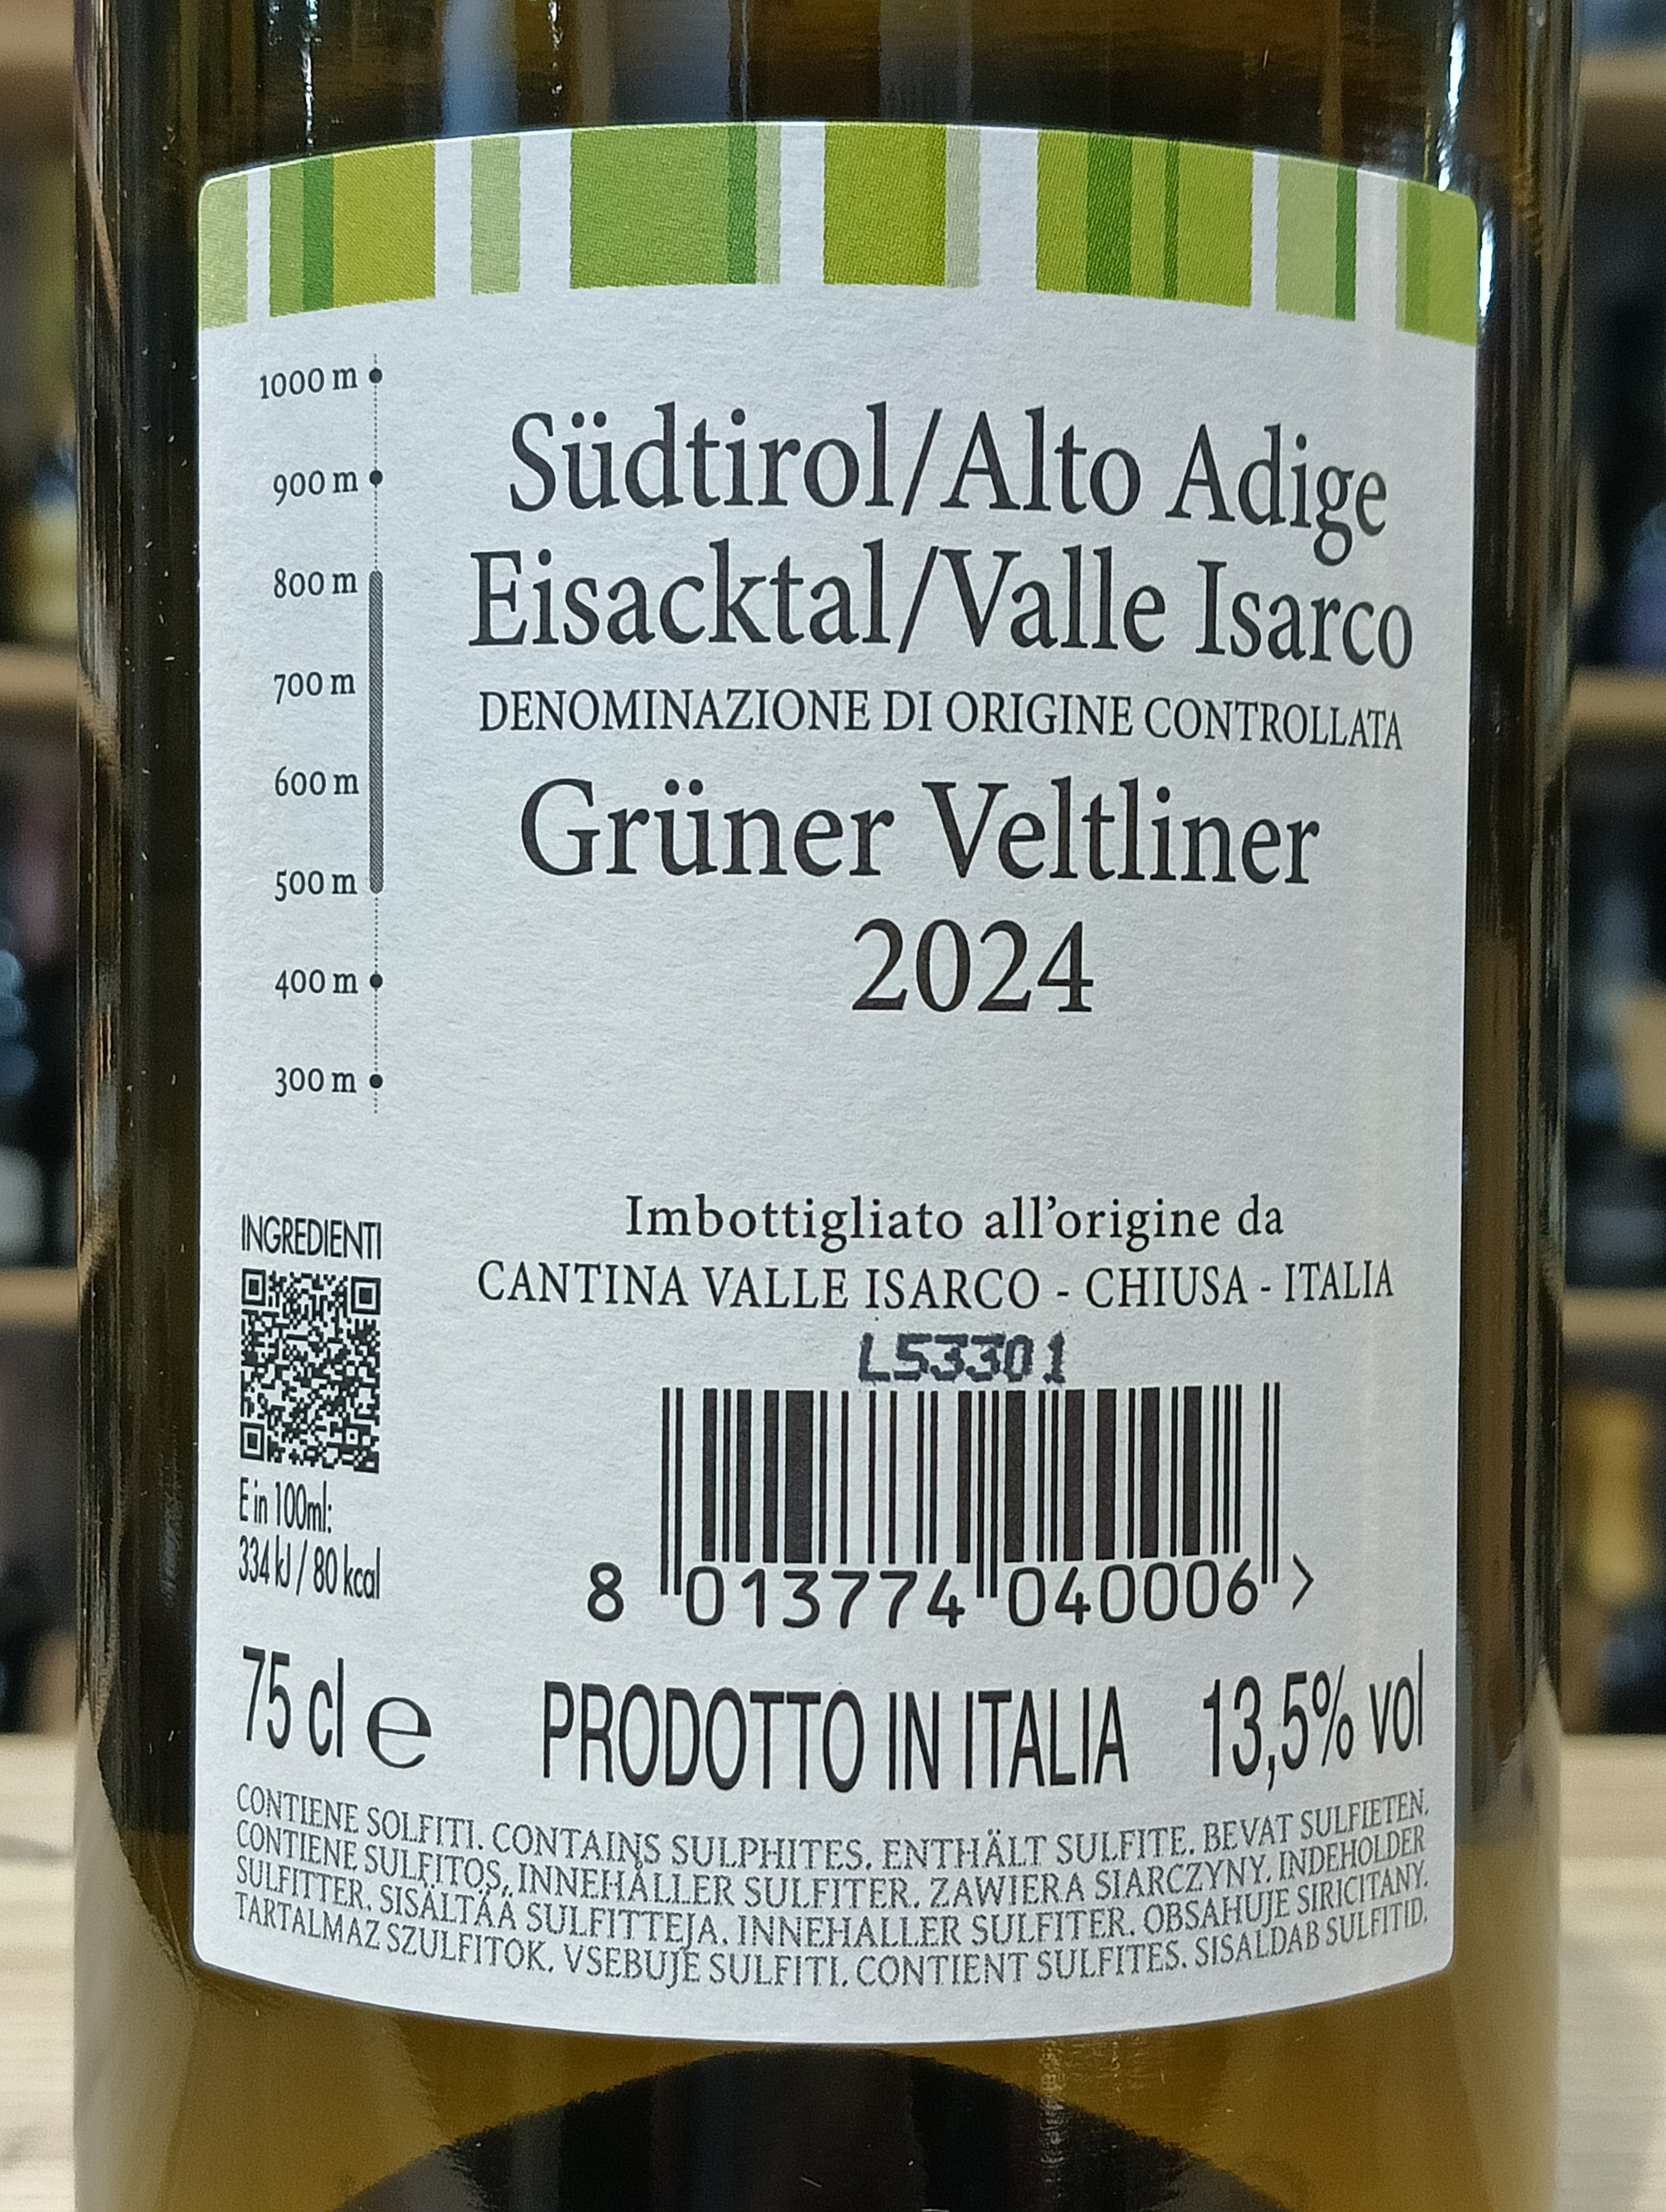 1000 m
900 m
800 m
700 m
600 m
500 m
400 m
300 m
Südtirol/Alto Adige
Eisacktal/Valle Isarco
DENOMINAZIONE DI ORIGINE CONTROLLATA
Grüner Veltliner
2024
Imbottigliato all'origine da
CANTINA VALLE ISARCO - CHIUSA - ITALIA
L53301
INGREDIENTI
E in 100ml:
334 kJ / 80 kcal
8 013774 040006 >
75 cl e PRODOTTO IN ITALIA 13,5% vol
CONTIENE SOLFITI. CONTAINS SULPHITES. ENTHÄLT SULFITE. BEVAT SULFIETEN.
CONTIENE SULFITOS. INNEHÅLLER SULFITER. ZAWIERA SIARCZYNY. INDEHOLDER
SULFITTER. SISÄLTÄÄ SULFITTEJA. INNEHALLER SULFITER. OBSAHUJE SIRICITANY.
TARTALMAZ SZULFITOK. VSEBUJE SULFITI. CONTIENT SULFITES. SISALDAB SULFITID.